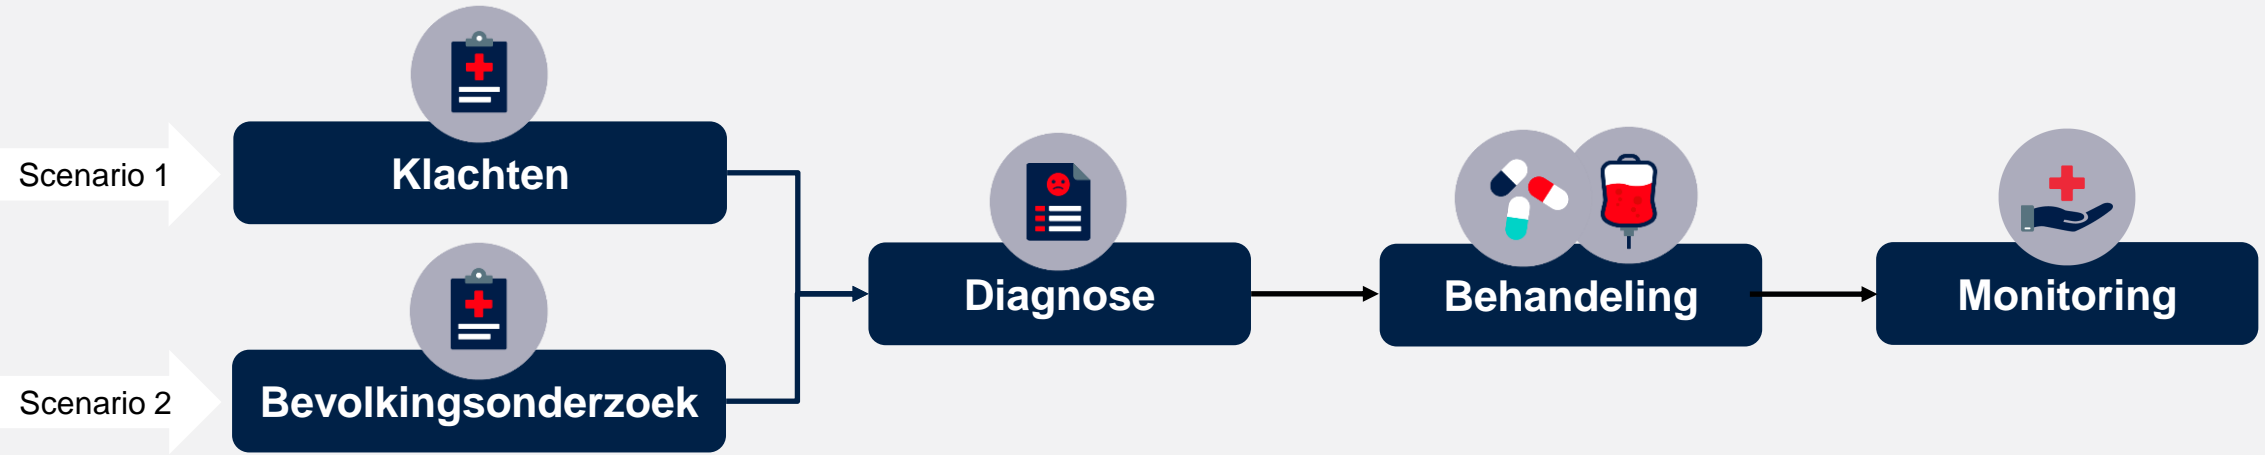 Scenario 1
Klachten
Scenario 2
Bevolkingsonderzoek
Diagnose
Behandeling
Monitoring